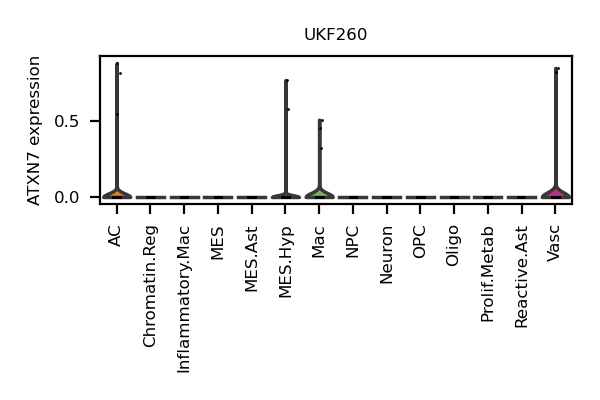 UKF260
ATXN7 expression
0.5
0.0
AC
Chromatin.Reg
Inflammatory.Mac
MES
MES.Ast
MES.Hyp
Mac
NPC
Neuron
OPC
Oligo
Prolif.Metab
Reactive.Ast
Vasc